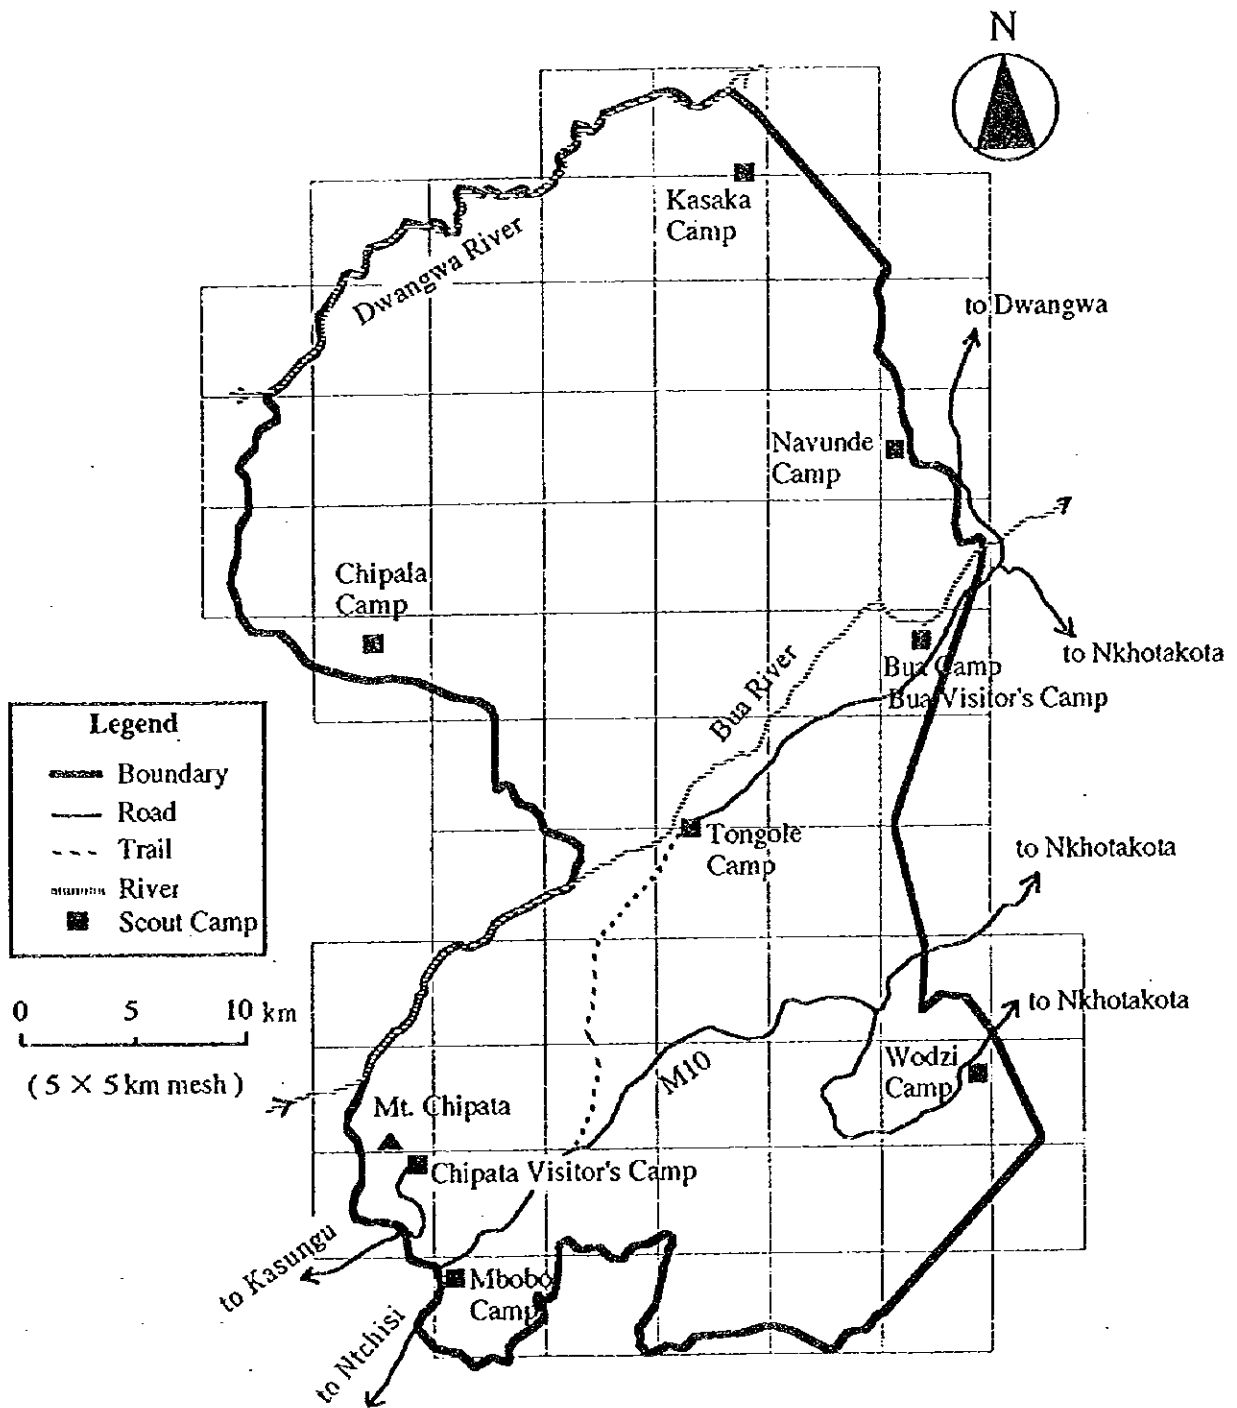 N
Kasaka
Camp
Dwangwa River
to Dwangwa
Navunde
Camp
Chipala
Camp
to Nkhotakota
Bua River
Bua Camp
Bua Visitor's Camp
Legend
Boundary
Road
Trail
River
Scout Camp
Tongole
Camp
to Nkhotakota
0 5 10 km
(5 × 5 km mesh)
to Nkhotakota
Wodzi
Camp
M10
Mt. Chipata
Chipata Visitor's Camp
to Kasungu
Mbobo
Camp
to Ntchisi